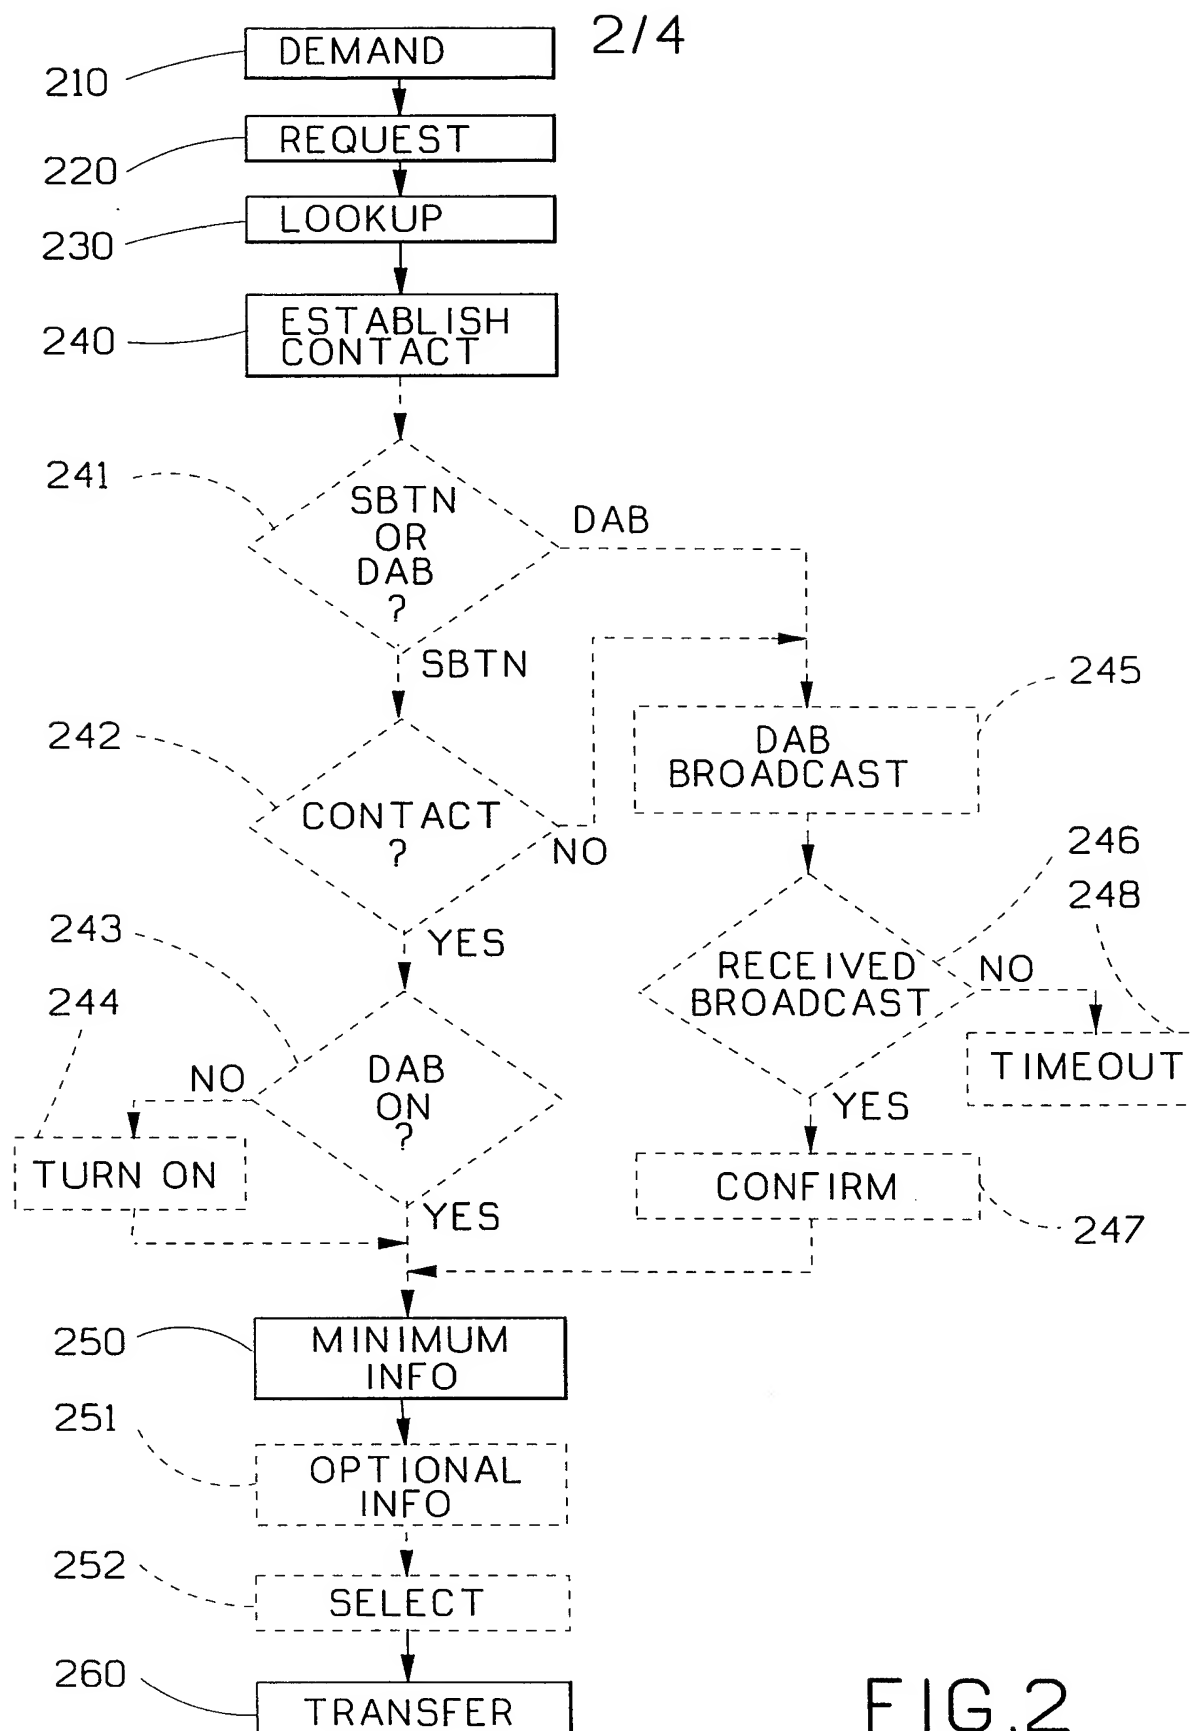 2/4
DEMAND
210
REQUEST
220
LOOKUP
230
ESTABLISH
CONTACT
240
241
SBTN
OR
DAB
?
DAB
SBTN
245
DAB
BROADCAST
242
CONTACT
?
NO
YES
246
248
243
244
RECEIVED
BROADCAST
NO
TIMEOUT
NO
DAB
ON
?
YES
TURN ON
CONFIRM
YES
247
250
MINIMUM
INFO
251
OPTIONAL
INFO
252
SELECT
260
TRANSFER
FIG.2